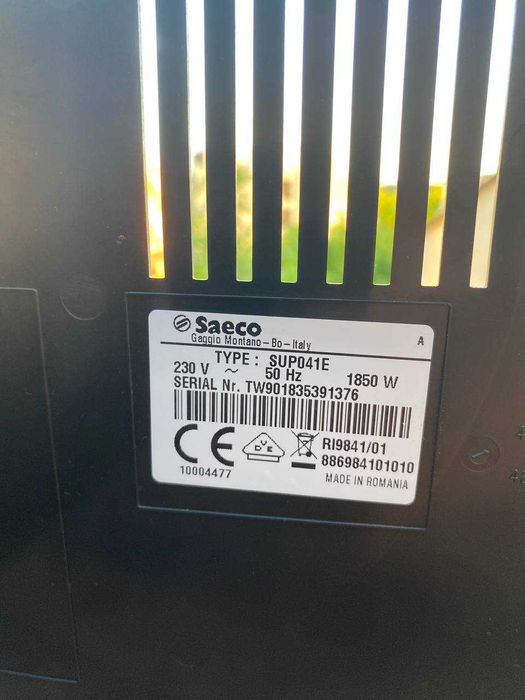 Saeco
A
Gaggio Montano - Bo - Italy
TYPE : SUP041E
230 V ~ 50 Hz 1850 W
SERIAL Nr. TW901835391376
CE
VDE
RI9841/01
886984101010
10004477
MADE IN ROMANIA